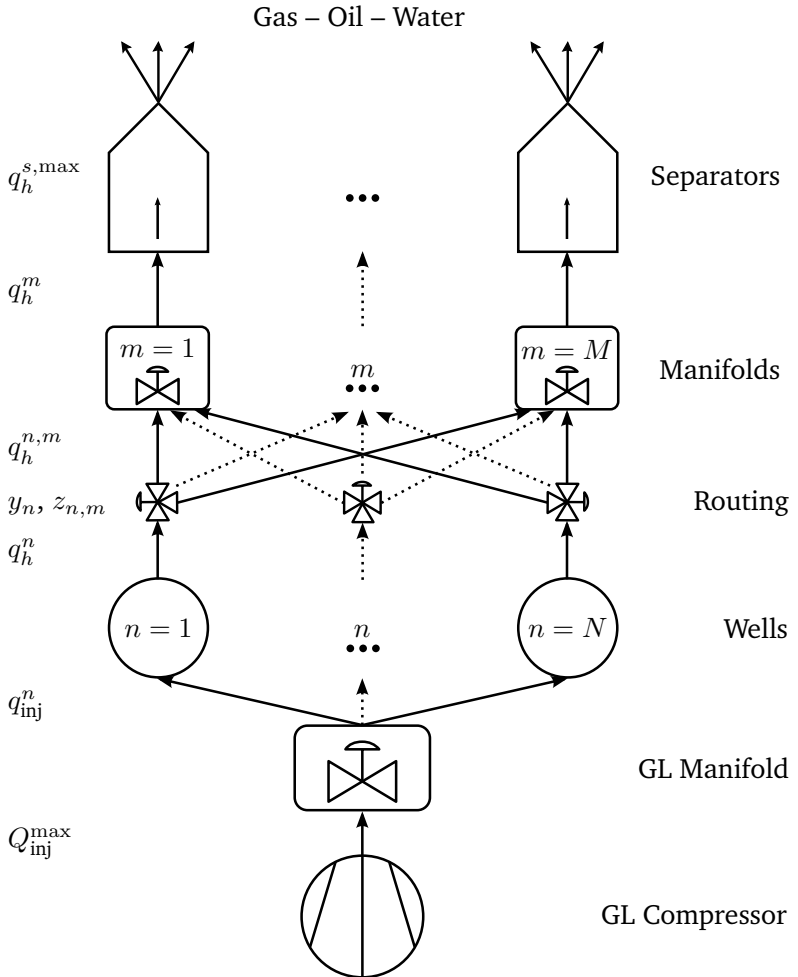 Gas – Oil – Water
q_h^{s,max}
Separators
q_h^m
m = 1
m
m = M
Manifolds
q_h^{n,m}
y_n, z_{n,m}
Routing
q_h^n
n = 1
n
n = N
Wells
q_inj^n
GL Manifold
Q_inj^max
GL Compressor